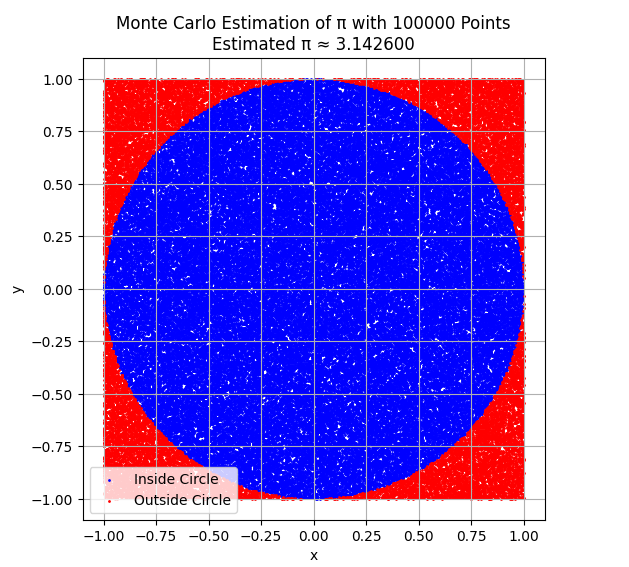 Monte Carlo Estimation of π with 100000 Points
Estimated π ≈ 3.142600
1.00
0.75
0.50
0.25
0.00
−0.25
−0.50
−0.75
−1.00
y
Inside Circle
Outside Circle
−1.00 −0.75 −0.50 −0.25 0.00 0.25 0.50 0.75 1.00
x